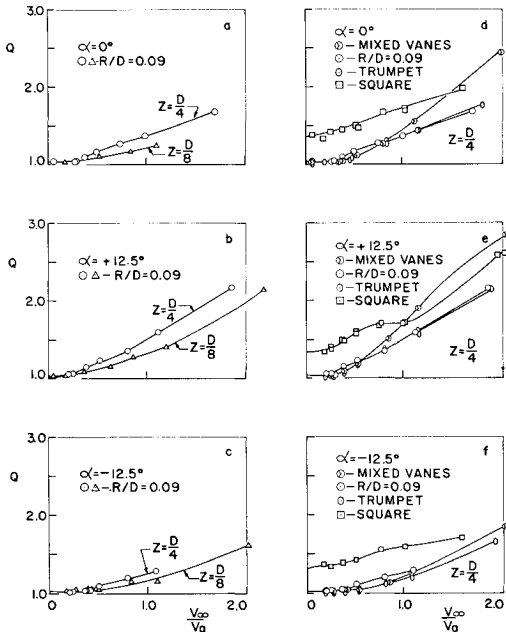 Q
3.0
2.0
1.0
a
α=0°
○ △-R/D=0.09
Z=D/4
Z=D/8
d
α=0°
-MIXED VANES
-R/D=0.09
-TRUMPET
□-SQUARE
Z=D/4
Q
3.0
2.0
1.0
b
α=+12.5°
○ △-R/D=0.09
Z=D/4
Z=D/8
e
α=+12.5°
-MIXED VANES
-R/D=0.09
-TRUMPET
□-SQUARE
Z=D/4
Q
3.0
2.0
1.0
c
α=-12.5°
○ △-R/D=0.09
Z=D/4
Z=D/8
0 1.0 2.0
V∞/Va
f
α=-12.5°
-MIXED VANES
-R/D=0.09
-TRUMPET
□-SQUARE
Z=D/4
0 1.0 2.0
V∞/Va